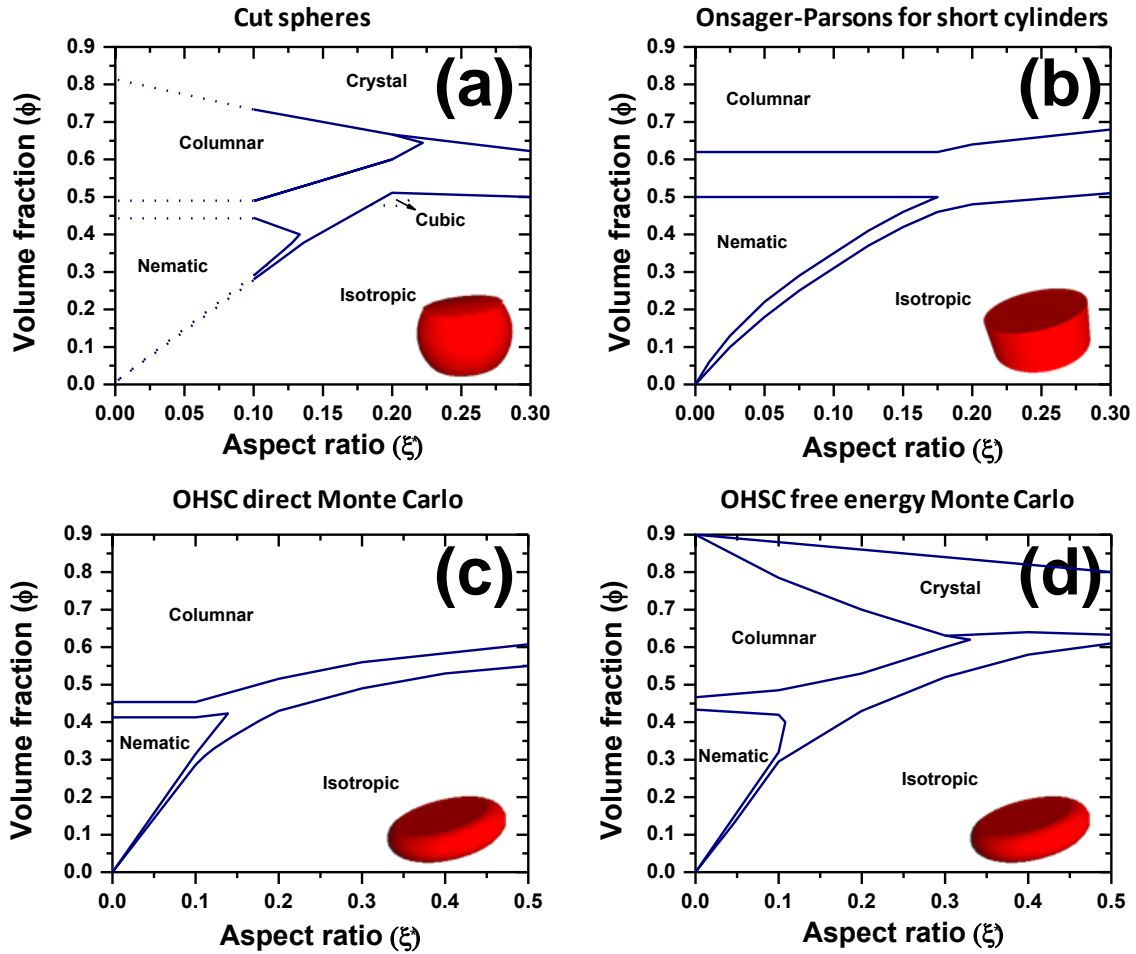 Cut spheres
(a)
Volume fraction (ϕ)
0.9
0.8
0.7
0.6
0.5
0.4
0.3
0.2
0.1
0.0
Crystal
Columnar
Cubic
Nematic
Isotropic
0.00 0.05 0.10 0.15 0.20 0.25 0.30
Aspect ratio (ξ)
Onsager-Parsons for short cylinders
(b)
Volume fraction (ϕ)
0.9
0.8
0.7
0.6
0.5
0.4
0.3
0.2
0.1
0.0
Columnar
Nematic
Isotropic
0.00 0.05 0.10 0.15 0.20 0.25 0.30
Aspect ratio (ξ)
OHSC direct Monte Carlo
(c)
Volume fraction (ϕ)
0.9
0.8
0.7
0.6
0.5
0.4
0.3
0.2
0.1
0.0
Columnar
Nematic
Isotropic
0.0 0.1 0.2 0.3 0.4 0.5
Aspect ratio (ξ)
OHSC free energy Monte Carlo
(d)
Volume fraction (ϕ)
0.9
0.8
0.7
0.6
0.5
0.4
0.3
0.2
0.1
0.0
Crystal
Columnar
Nematic
Isotropic
0.0 0.1 0.2 0.3 0.4 0.5
Aspect ratio (ξ)